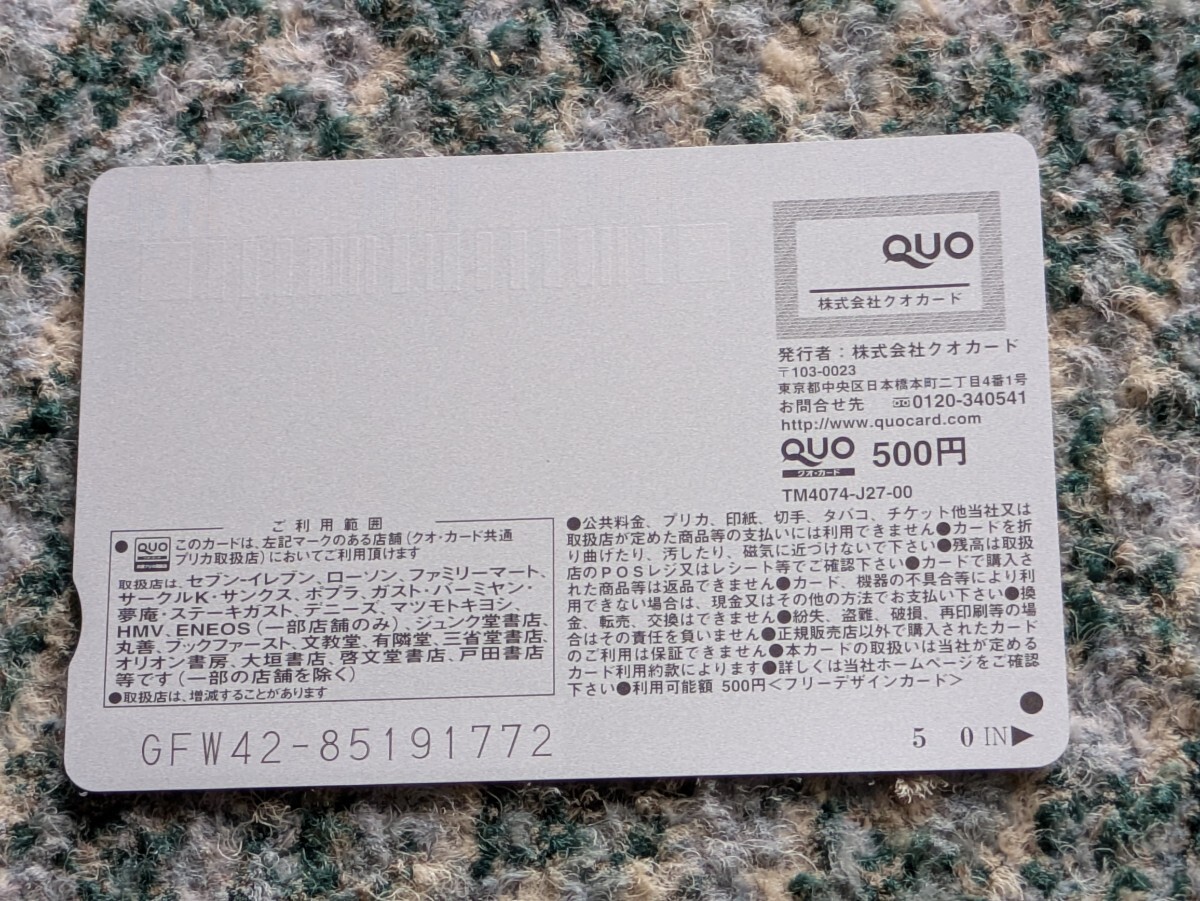 QUO
株式会社クオカード
発行者：株式会社クオカード
〒103-0023
東京都中央区日本橋本町二丁目4番1号
お問合せ先 0120-340541
http://www.quocard.com
QUO 500円
クオ・カード
TM4074-J27-00
ご利用範囲
●QUO このカードは、左記マークのある店舗（クオ・カード共通
プリカ取扱店）においてご利用頂けます
取扱店は、セブン-イレブン、ローソン、ファミリーマート、
サークルK・サンクス、ポプラ、ガスト・バーミヤン・
夢庵・ステーキガスト、デニーズ、マツモトキヨシ、
HMV、ENEOS（一部店舗のみ）、ジュンク堂書店、
丸善、ブックファースト、文教堂、有隣堂、三省堂書店、
オリオン書房、大垣書店、啓文堂書店、戸田書店
等です（一部の店舗を除く）
●取扱店は、増減することがあります
●公共料金、プリカ、印紙、切手、タバコ、チケット他当社又は
取扱店が定めた商品等の支払いには利用できません●カードを折
り曲げたり、汚したり、磁気に近づけないで下さい●残高は取扱
店のPOSレジ又はレシート等でご確認下さい●カードで購入さ
れた商品等は返品できません●カード、機器の不具合等により利
用できない場合は、現金又はその他の方法でお支払い下さい●換
金、転売、交換はできません●紛失、盗難、破損、再印刷等の場
合はその責任を負いません●正規販売店以外で購入されたカード
のご利用は保証できません●本カードの取扱いは当社が定める
カード利用約款によります●詳しくは当社ホームページをご確認
下さい●利用可能額 500円＜フリーデザインカード＞
GFW42-85191772
5 0 IN▶